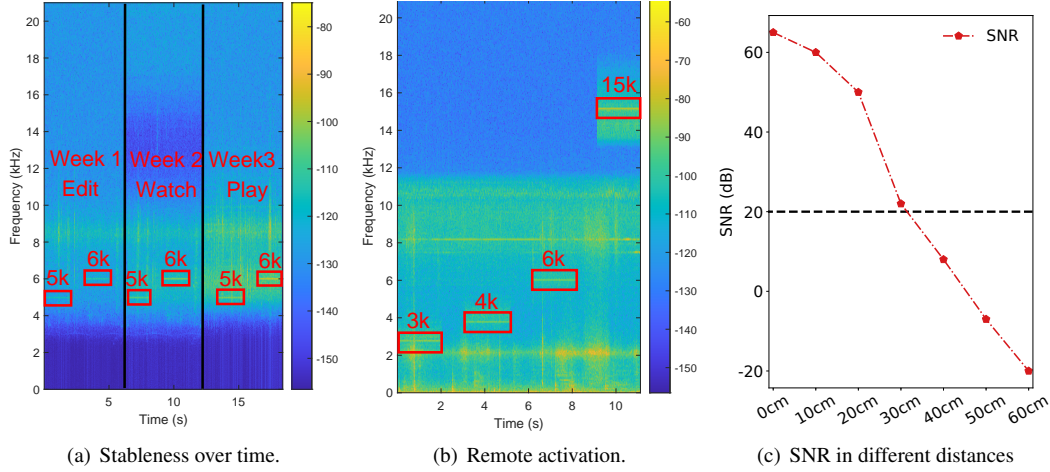 20
18
16
14
12
10
8
6
4
2
0
Frequency (kHz)
Week 1
Edit
Week 2
Watch
Week3
Play
5k
6k
5k
6k
5k
6k
5
10
15
Time (s)
-80
-90
-100
-110
-120
-130
-140
-150
(a) Stableness over time.
20
18
16
14
12
10
8
6
4
2
0
Frequency (kHz)
3k
4k
6k
15k
2
4
6
8
10
Time (s)
-60
-70
-80
-90
-100
-110
-120
-130
-140
-150
(b) Remote activation.
SNR
60
40
20
0
-20
SNR (dB)
0cm
10cm
20cm
30cm
40cm
50cm
60cm
(c) SNR in different distances